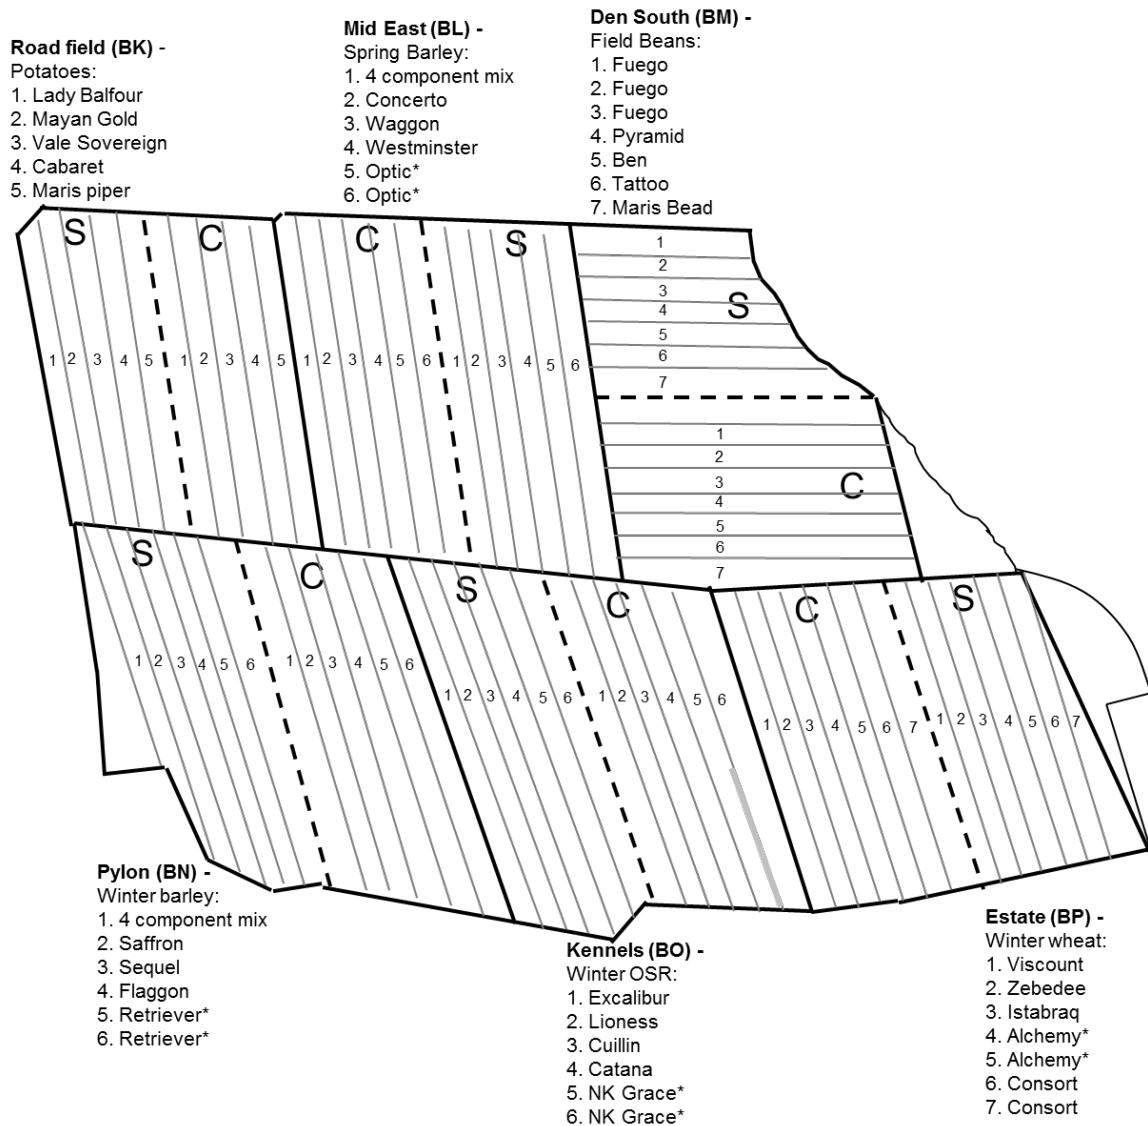 Road field (BK) -
Potatoes:
1. Lady Balfour
2. Mayan Gold
3. Vale Sovereign
4. Cabaret
5. Maris piper
Mid East (BL) -
Spring Barley:
1. 4 component mix
2. Concerto
3. Waggon
4. Westminster
5. Optic*
6. Optic*
Den South (BM) -
Field Beans:
1. Fuego
2. Fuego
3. Fuego
4. Pyramid
5. Ben
6. Tattoo
7. Maris Bead
S C
1 2 3 4 5 1 2 3 4 5
C S
1 2 3 4 5 6 1 2 3 4 5 6
1
2
3
4
5
6
7
S
1
2
3
4
5
6
7
C
S C
1 2 3 4 5 6 1 2 3 4 5 6
S C
1 2 3 4 5 6 1 2 3 4 5 6
C S
1 2 3 4 5 6 7 1 2 3 4 5 6 7
Pylon (BN) -
Winter barley:
1. 4 component mix
2. Saffron
3. Sequel
4. Flaggon
5. Retriever*
6. Retriever*
Kennels (BO) -
Winter OSR:
1. Excalibur
2. Lioness
3. Cuillin
4. Catana
5. NK Grace*
6. NK Grace*
Estate (BP) -
Winter wheat:
1. Viscount
2. Zebedee
3. Istabraq
4. Alchemy*
5. Alchemy*
6. Consort
7. Consort